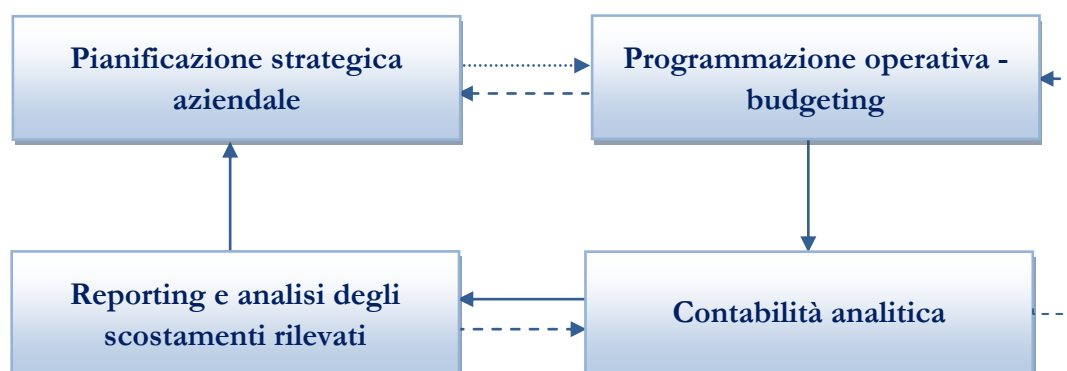 Pianificazione strategica
aziendale
Programmazione operativa -
budgeting
Reporting e analisi degli
scostamenti rilevati
Contabilità analitica